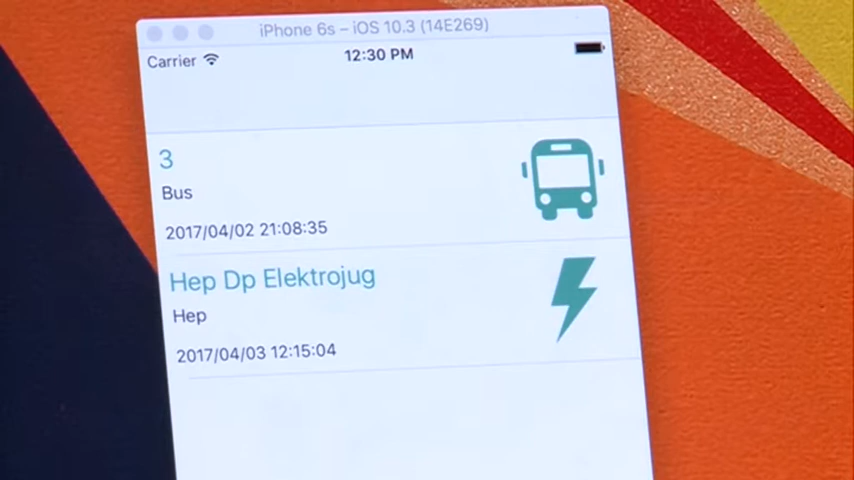 iPhone 6s – iOS 10.3 (14E269)
Carrier 12:30 PM
3
Bus
2017/04/02 21:08:35
Hep Dp Elektrojug
Hep
2017/04/03 12:15:04